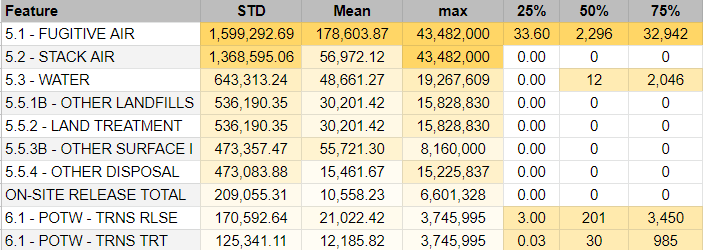 Feature STD Mean max 25% 50% 75%
5.1 - FUGITIVE AIR 1,599,292.69 178,603.87 43,482,000 33.60 2,296 32,942
5.2 - STACK AIR 1,368,595.06 56,972.12 43,482,000 0.00 0 0
5.3 - WATER 643,313.24 48,661.27 19,267,609 0.00 12 2,046
5.5.1B - OTHER LANDFILLS 536,190.35 30,201.42 15,828,830 0.00 0 0
5.5.2 - LAND TREATMENT 536,190.35 30,201.42 15,828,830 0.00 0 0
5.5.3B - OTHER SURFACE I 473,357.47 55,721.30 8,160,000 0.00 0 0
5.5.4 - OTHER DISPOSAL 473,083.88 15,461.67 15,225,837 0.00 0 0
ON-SITE RELEASE TOTAL 209,055.31 10,558.23 6,601,328 0.00 0 0
6.1 - POTW - TRNS RLSE 170,592.64 21,022.42 3,745,995 3.00 201 3,450
6.1 - POTW - TRNS TRT 125,341.11 12,185.82 3,745,995 0.03 30 985